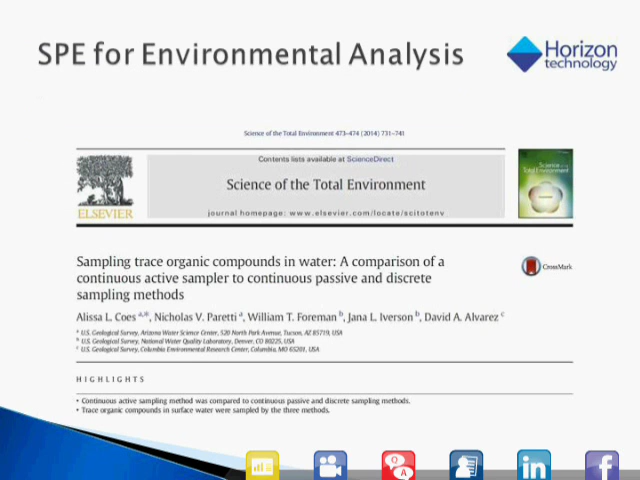 SPE for Environmental Analysis
Horizon
technology
Science of the Total Environment 473–474 (2014) 731–741
Contents lists available at ScienceDirect
Science of the Total Environment
journal homepage: www.elsevier.com/locate/scitotenv
ELSEVIER
Science of the
Total Environment
Sampling trace organic compounds in water: A comparison of a
continuous active sampler to continuous passive and discrete
sampling methods
CrossMark
Alissa L. Coes a,*, Nicholas V. Paretti a, William T. Foreman b, Jana L. Iverson b, David A. Alvarez c
a U.S. Geological Survey, Arizona Water Science Center, 520 North Park Avenue, Tucson, AZ 85719, USA
b U.S. Geological Survey, National Water Quality Laboratory, Denver, CO 80225, USA
c U.S. Geological Survey, Columbia Environmental Research Center, Columbia, MO 65201, USA
HIGHLIGHTS
• Continuous active sampling method was compared to continuous passive and discrete sampling methods.
• Trace organic compounds in surface water were sampled by the three methods.
Q
A
in
f